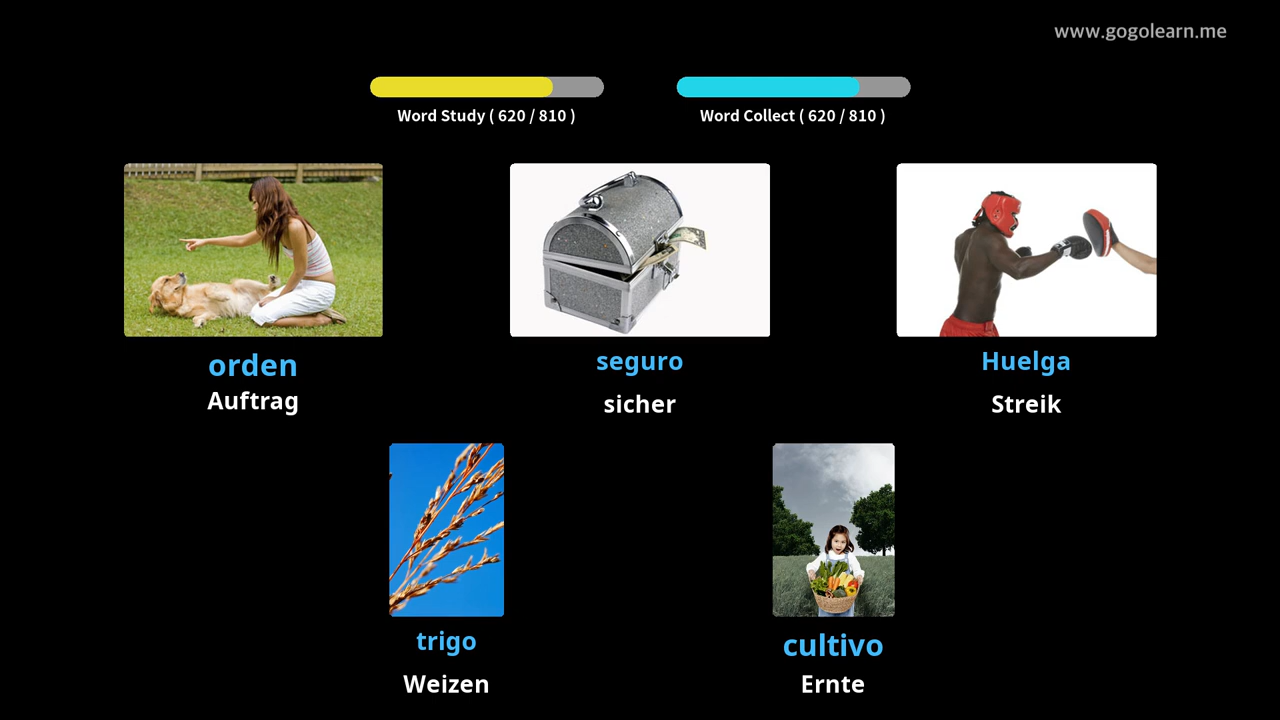 www.gogolearn.me
Word Study ( 620 / 810 )
Word Collect ( 620 / 810 )
orden
Auftrag
seguro
sicher
Huelga
Streik
trigo
Weizen
cultivo
Ernte